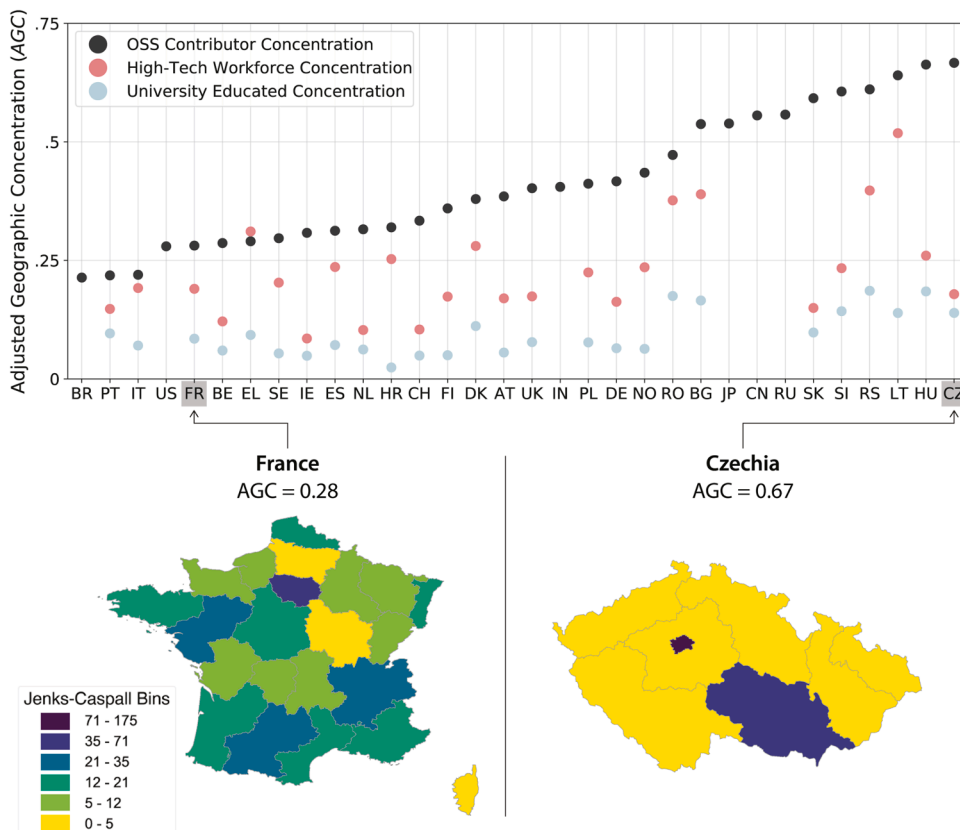 Adjusted Geographic Concentration (AGC)
.75
.5
.25
0
OSS Contributor Concentration
High-Tech Workforce Concentration
University Educated Concentration
BR PT IT US FR BE EL SE IE ES NL HR CH FI DK AT UK IN PL DE NO RO BG JP CN RU SK SI RS LT HU CZ
France
AGC = 0.28
Czechia
AGC = 0.67
Jenks-Caspall Bins
71 - 175
35 - 71
21 - 35
12 - 21
5 - 12
0 - 5